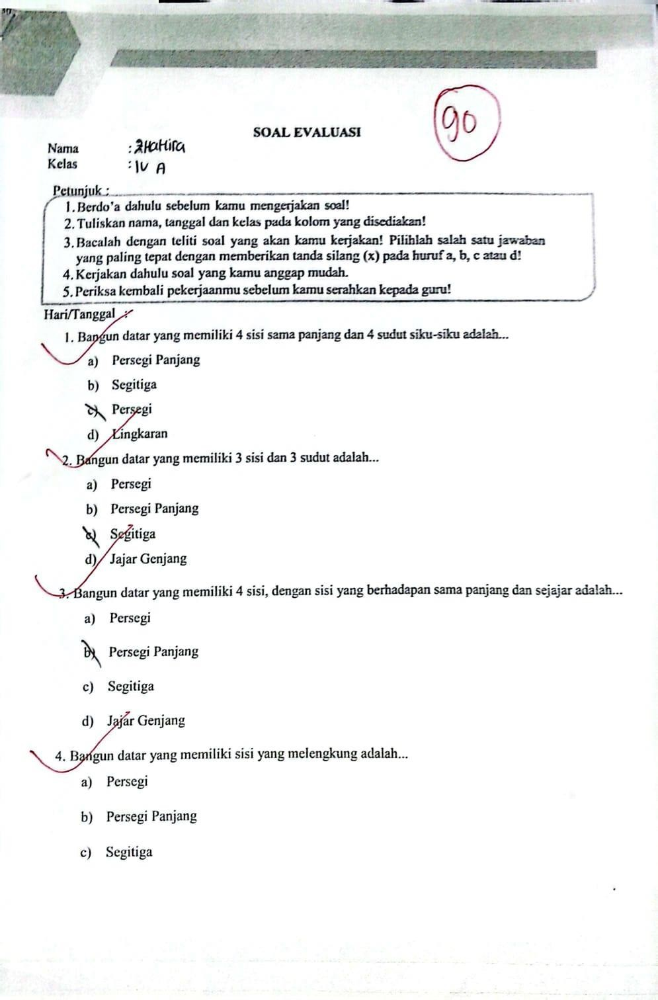 90
SOAL EVALUASI
Nama : ZHaHira
Kelas : IV A
Petunjuk :
1. Berdo'a dahulu sebelum kamu mengerjakan soal!
2. Tuliskan nama, tanggal dan kelas pada kolom yang disediakan!
3. Bacalah dengan teliti soal yang akan kamu kerjakan! Pilihlah salah satu jawaban
yang paling tepat dengan memberikan tanda silang (x) pada huruf a, b, c atau d!
4. Kerjakan dahulu soal yang kamu anggap mudah.
5. Periksa kembali pekerjaanmu sebelum kamu serahkan kepada guru!
Hari/Tanggal :
1. Bangun datar yang memiliki 4 sisi sama panjang dan 4 sudut siku-siku adalah...
a) Persegi Panjang
b) Segitiga
c) Persegi
d) Lingkaran
2. Bangun datar yang memiliki 3 sisi dan 3 sudut adalah...
a) Persegi
b) Persegi Panjang
c) Segitiga
d) Jajar Genjang
3. Bangun datar yang memiliki 4 sisi, dengan sisi yang berhadapan sama panjang dan sejajar adalah...
a) Persegi
b) Persegi Panjang
c) Segitiga
d) Jajar Genjang
4. Bangun datar yang memiliki sisi yang melengkung adalah...
a) Persegi
b) Persegi Panjang
c) Segitiga